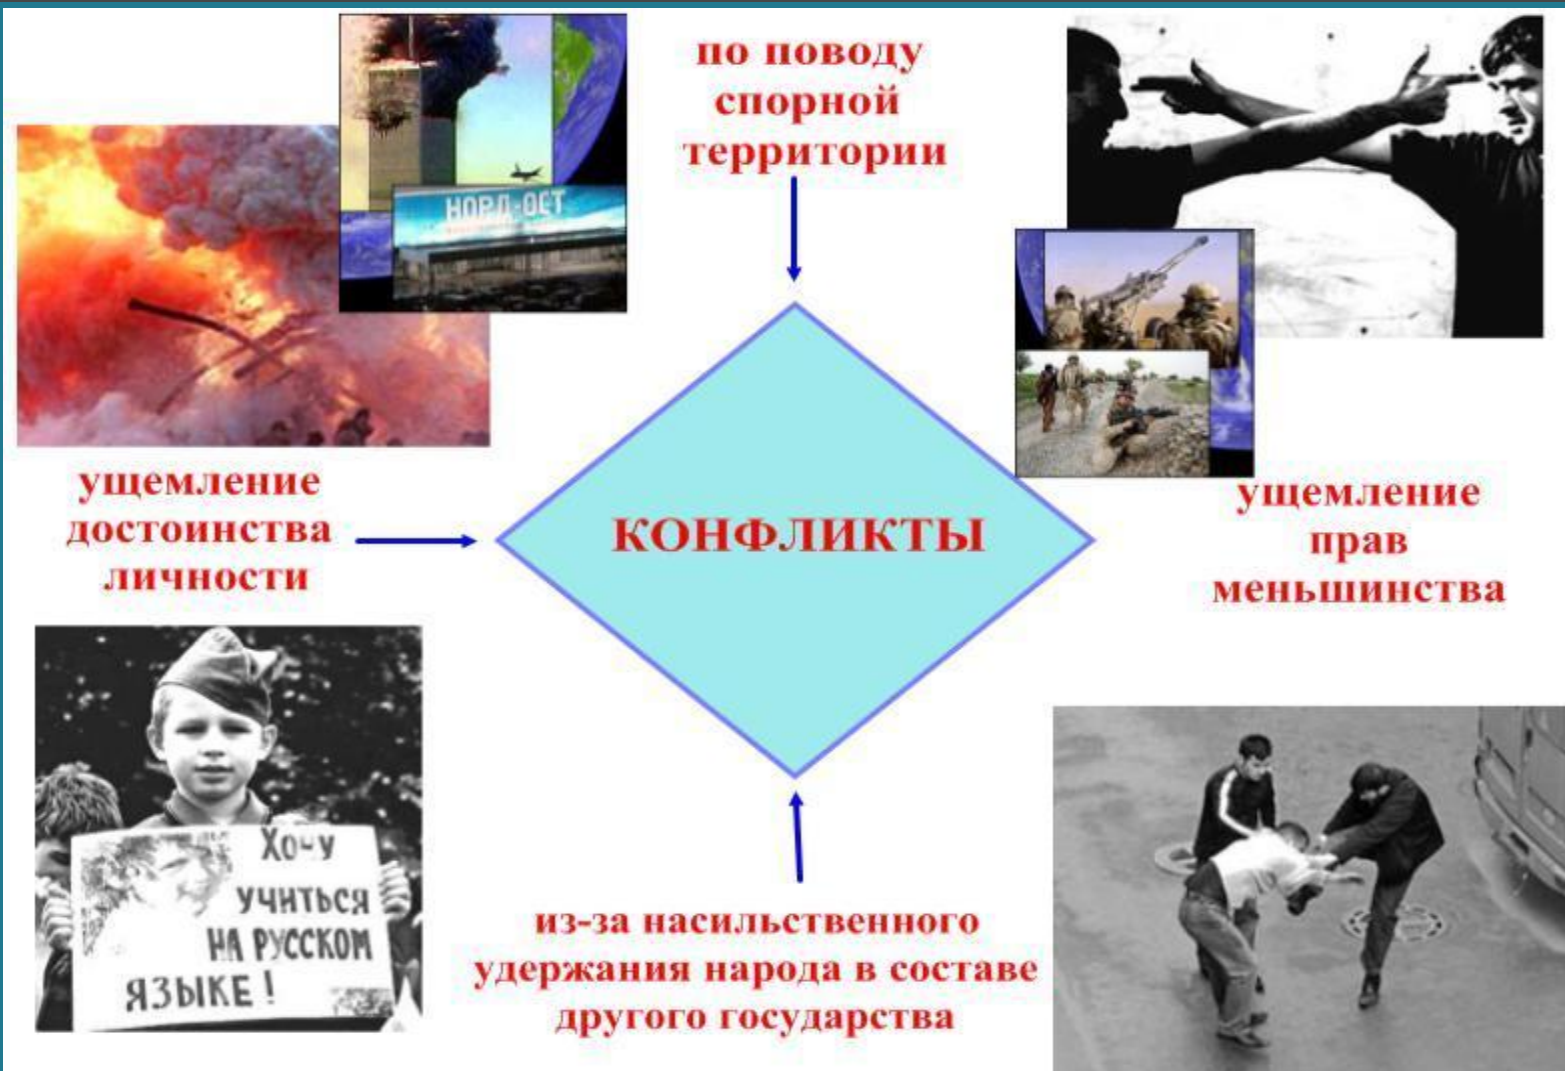 по поводу
спорной
территории
НОРД-ОСТ
ущемление
достоинства
личности
КОНФЛИКТЫ
ущемление
прав
меньшинства
Хочу
учиться
на русском
языке!
из-за насильственного
удержания народа в составе
другого государства